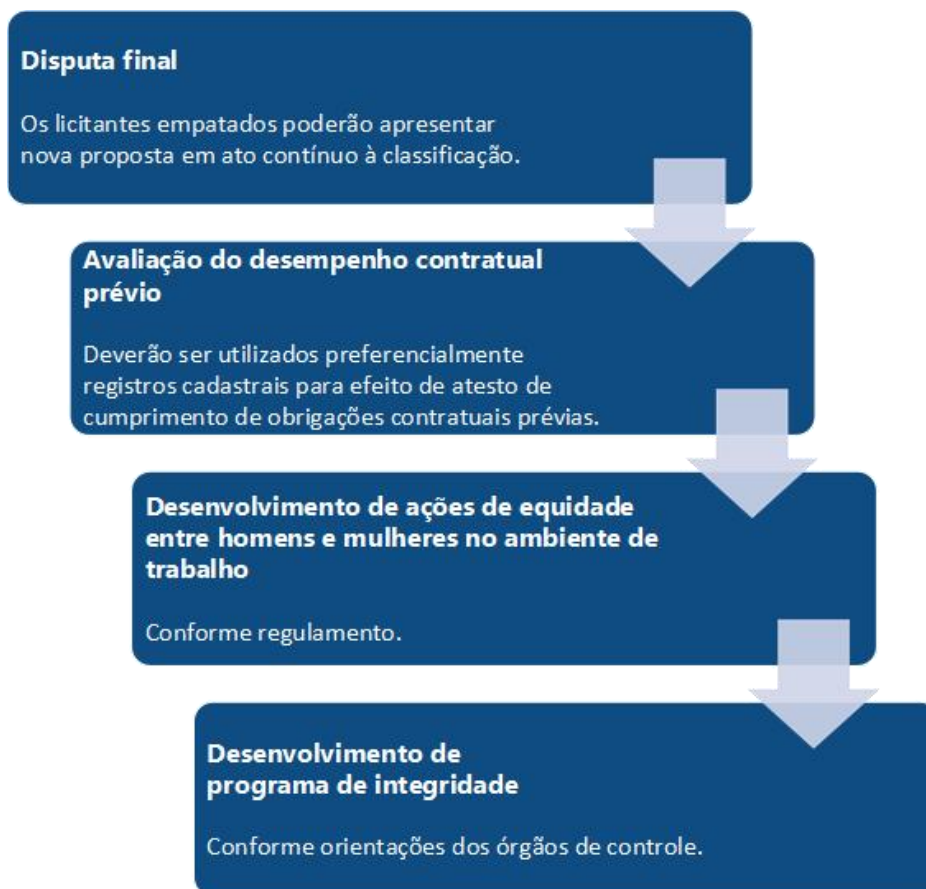 Disputa final
Os licitantes empatados poderão apresentar
nova proposta em ato contínuo à classificação.
Avaliação do desempenho contratual
prévio
Deverão ser utilizados preferencialmente
registros cadastrais para efeito de atesto de
cumprimento de obrigações contratuais prévias.
Desenvolvimento de ações de equidade
entre homens e mulheres no ambiente de
trabalho
Conforme regulamento.
Desenvolvimento de
programa de integridade
Conforme orientações dos órgãos de controle.